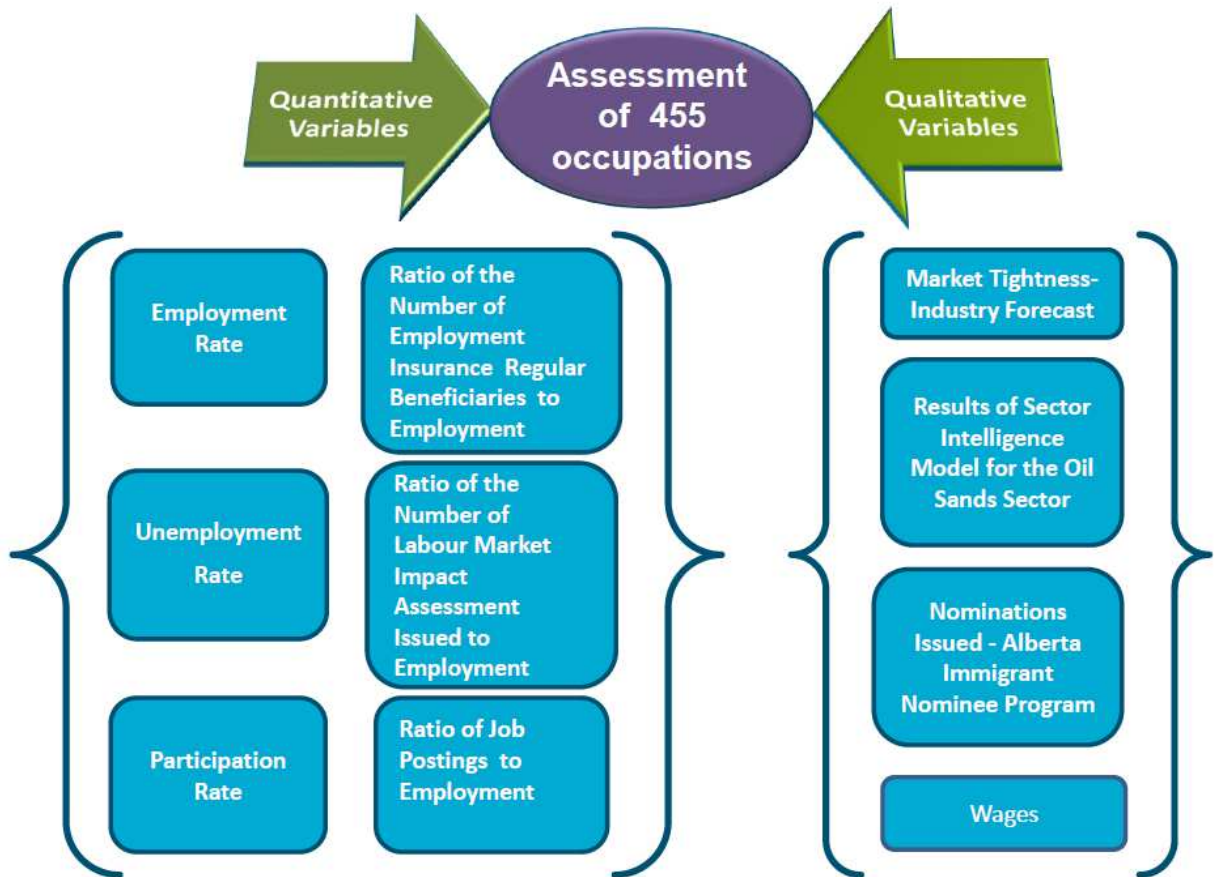 Quantitative
Variables
Assessment
of 455
occupations
Qualitative
Variables
Employment
Rate
Ratio of the
Number of
Employment
Insurance Regular
Beneficiaries to
Employment
Unemployment
Rate
Ratio of the
Number of
Labour Market
Impact
Assessment
Issued to
Employment
Participation
Rate
Ratio of Job
Postings to
Employment
Market Tightness-
Industry Forecast
Results of Sector
Intelligence
Model for the Oil
Sands Sector
Nominations
Issued - Alberta
Immigrant
Nominee Program
Wages